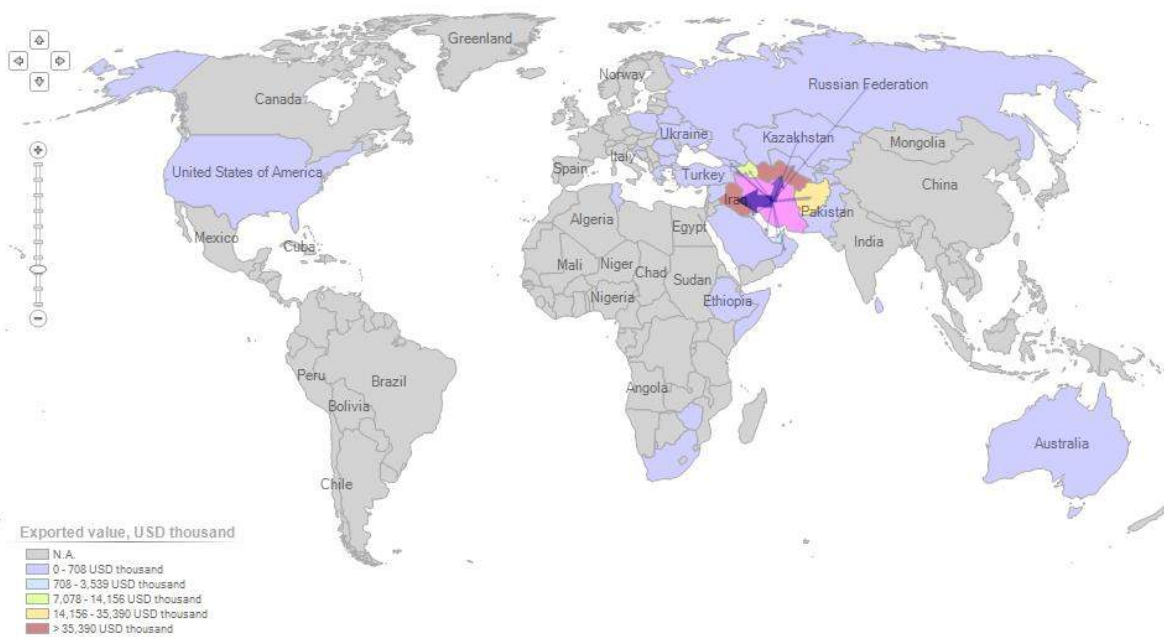 Greenland
Norway
Russian Federation
Canada
Ukraine
Kazakhstan
Mongolia
Italy
Spain
United States of America
Turkey
China
Iraq
Pakistan
Algeria
Egypt
India
Mexico
Cuba
Mali
Niger
Chad
Sudan
Nigeria
Ethiopia
Peru
Brazil
Angola
Bolivia
Australia
Chile
Exported value, USD thousand
N.A.
0 - 708 USD thousand
708 - 3,539 USD thousand
7,078 - 14,156 USD thousand
14,156 - 35,390 USD thousand
> 35,390 USD thousand